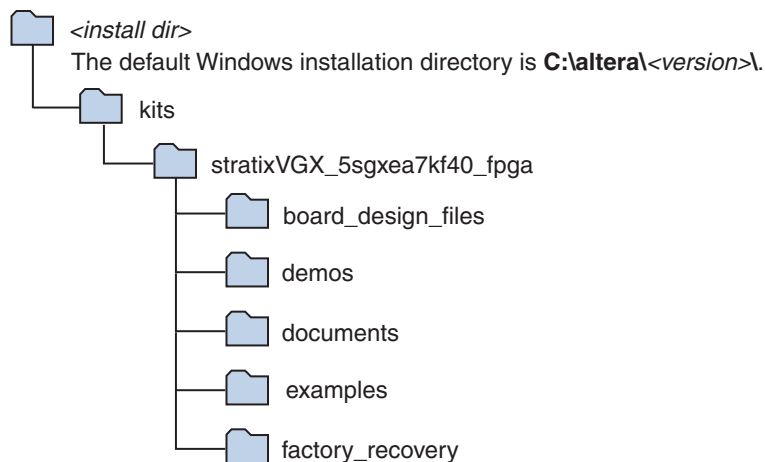 <install dir>
The default Windows installation directory is C:\altera\<version>\.
kits
stratixVGX_5sgxea7kf40_fpga
board_design_files
demos
documents
examples
factory_recovery